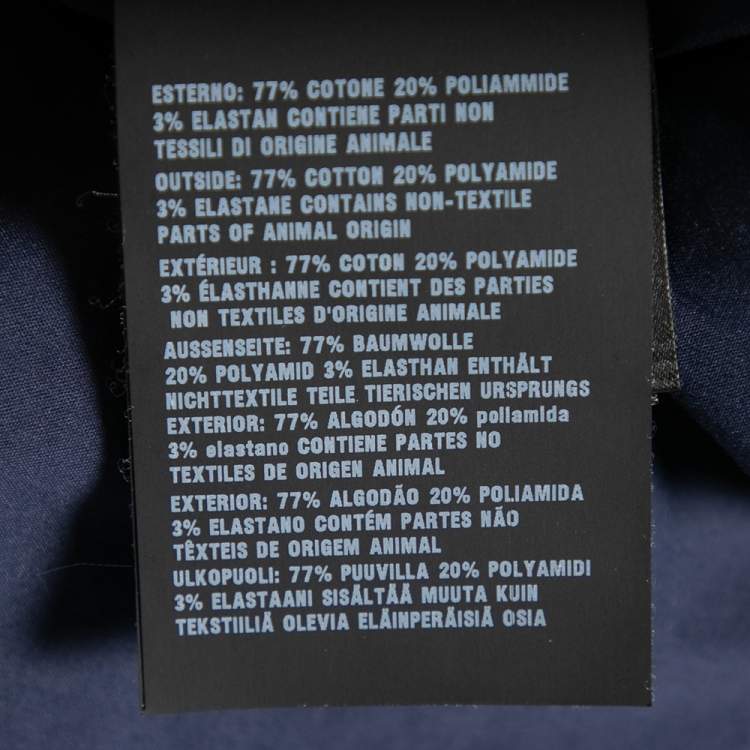 ESTERNO: 77% COTONE 20% POLIAMMIDE
3% ELASTAN CONTIENE PARTI NON
TESSILI DI ORIGINE ANIMALE
OUTSIDE: 77% COTTON 20% POLYAMIDE
3% ELASTANE CONTAINS NON-TEXTILE
PARTS OF ANIMAL ORIGIN
EXTÉRIEUR : 77% COTON 20% POLYAMIDE
3% ÉLASTHANNE CONTIENT DES PARTIES
NON TEXTILES D'ORIGINE ANIMALE
AUSSENSEITE: 77% BAUMWOLLE
20% POLYAMID 3% ELASTHAN ENTHÄLT
NICHTTEXTILE TEILE TIERISCHEN URSPRUNGS
EXTERIOR: 77% ALGODÓN 20% poliamida
3% elastano CONTIENE PARTES NO
TEXTILES DE ORIGEN ANIMAL
EXTERIOR: 77% ALGODÃO 20% POLIAMIDA
3% ELASTANO CONTÉM PARTES NÃO
TÊXTEIS DE ORIGEM ANIMAL
ULKOPUOLI: 77% PUUVILLA 20% POLYAMIDI
3% ELASTAANI SISÄLTÄÄ MUUTA KUIN
TEKSTIILIÄ OLEVIA ELÄINPERÄISIÄ OSIA